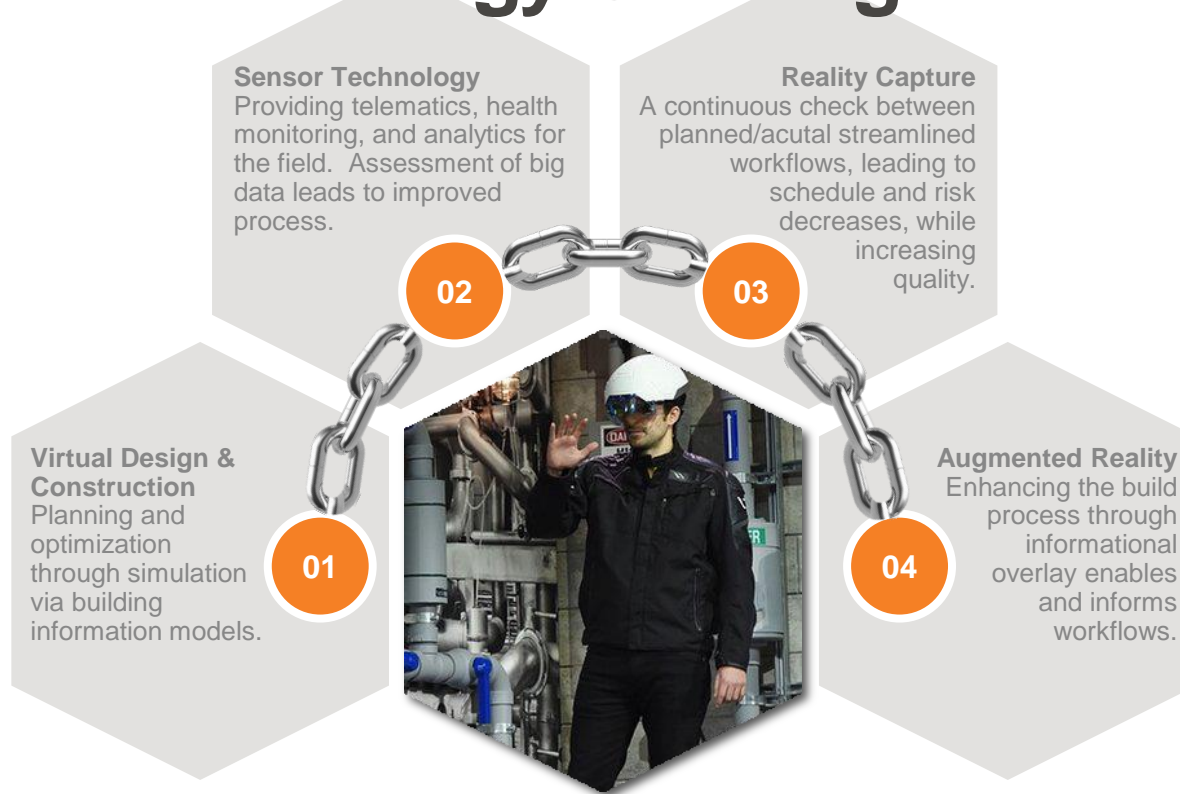 Virtual Design &
Construction
Planning and
optimization
through simulation
via building
information models.
01
Sensor Technology
Providing telematics, health
monitoring, and analytics for
the field.  Assessment of big
data leads to improved
process.
02
Reality Capture
A continuous check between
planned/acutal streamlined
workflows, leading to
schedule and risk
decreases, while
increasing
quality.
03
Augmented Reality
Enhancing the build
process through
informational
overlay enables
and informs
workflows.
04